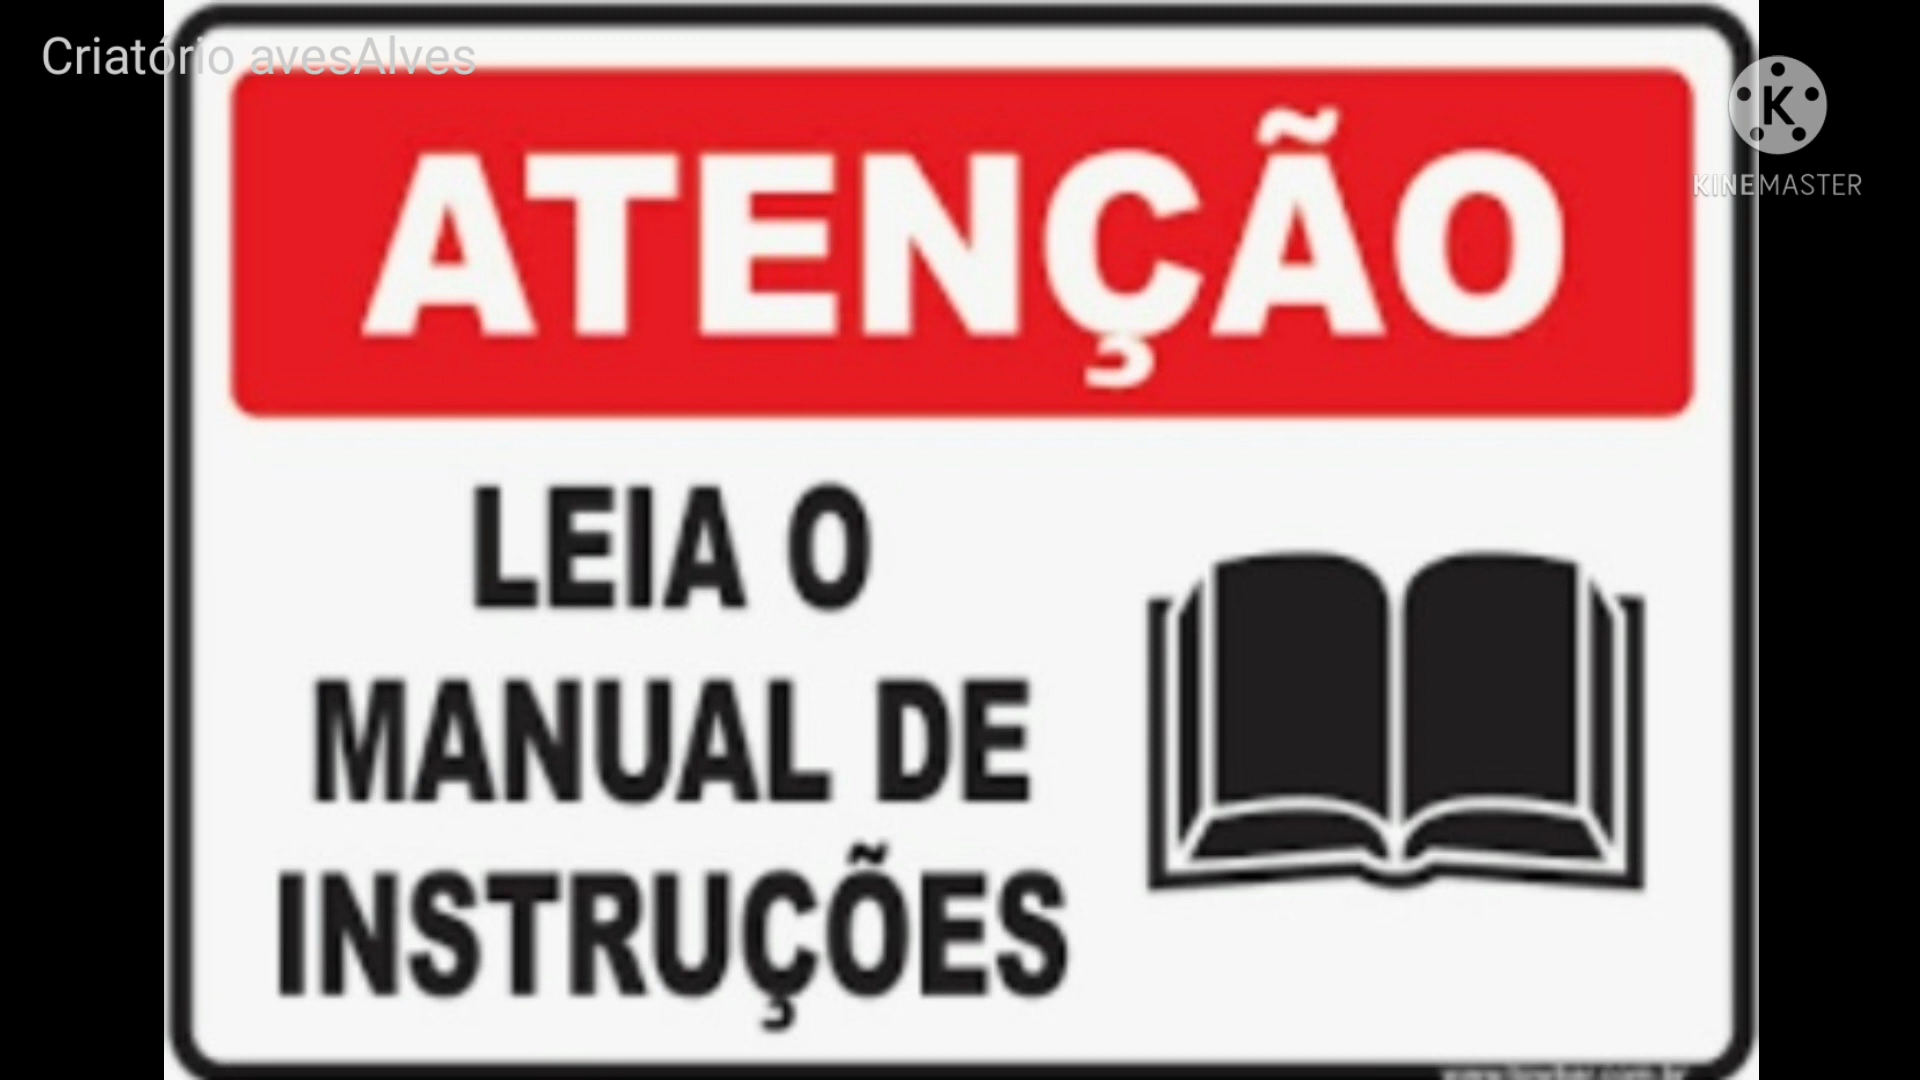 Criatório avesAlves
ATENÇÃO
K
KINEMASTER
LEIA O
MANUAL DE
INSTRUÇÕES